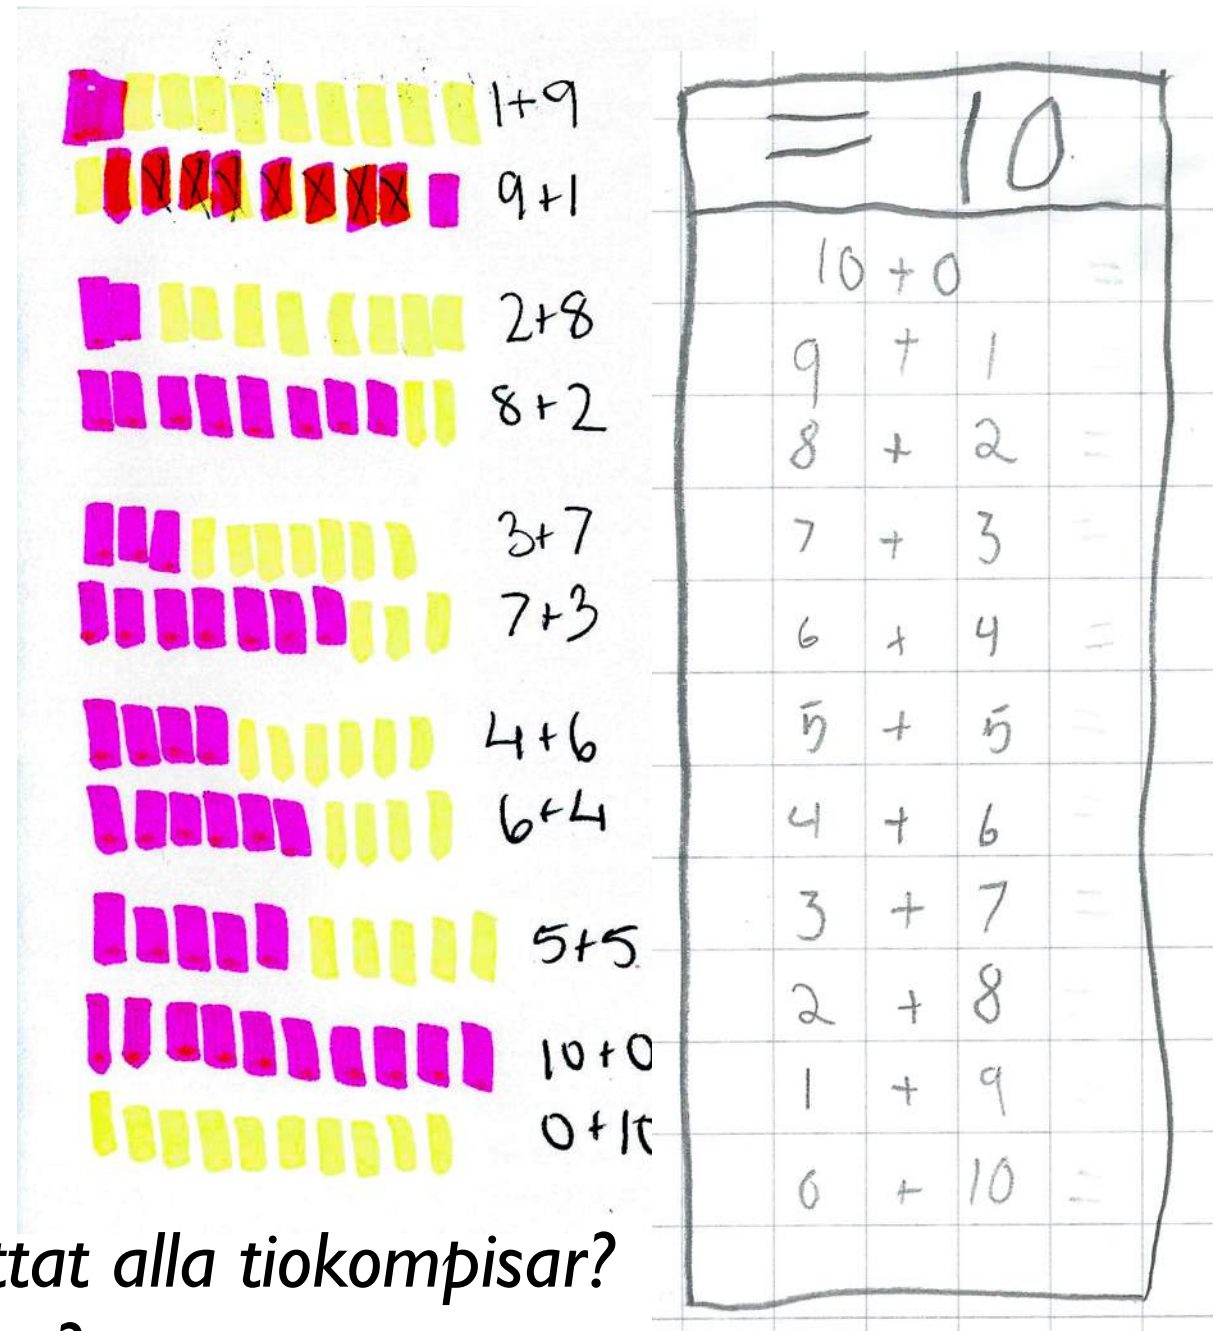 1+9
9+1
2+8
8+2
3+7
7+3
4+6
6+4
5+5
10+0
0+10
= 10
10 + 0 =
9 + 1
8 + 2 =
7 + 3 =
6 + 4 =
5 + 5 =
4 + 6 =
3 + 7 =
2 + 8
1 + 9
0 + 10 =
alla tiokompisar?
?